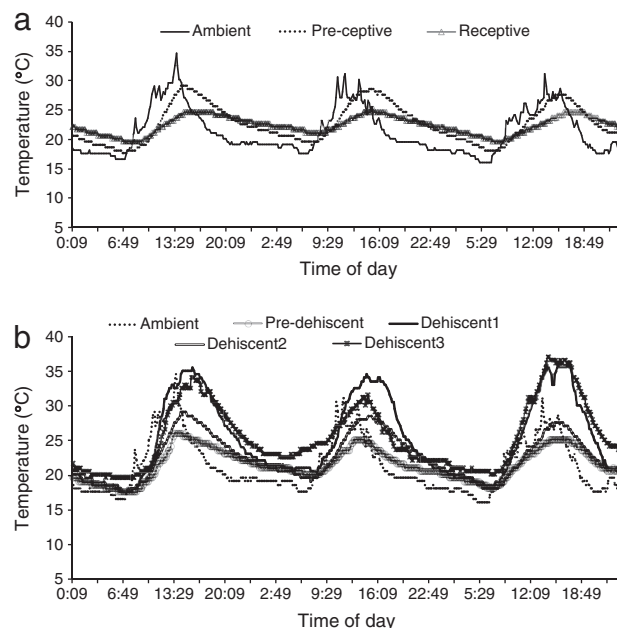 a
Ambient Pre-ceptive Receptive
40
35
30
25
20
15
10
5
Temperature (°C)
0:09 6:49 13:29 20:09 2:49 9:29 16:09 22:49 5:29 12:09 18:49
Time of day
b
Ambient Pre-dehiscent Dehiscent1
Dehiscent2 Dehiscent3
40
35
30
25
20
15
10
5
Temperature (°C)
0:09 6:49 13:29 20:09 2:49 9:29 16:09 22:49 5:29 12:09 18:49
Time of day